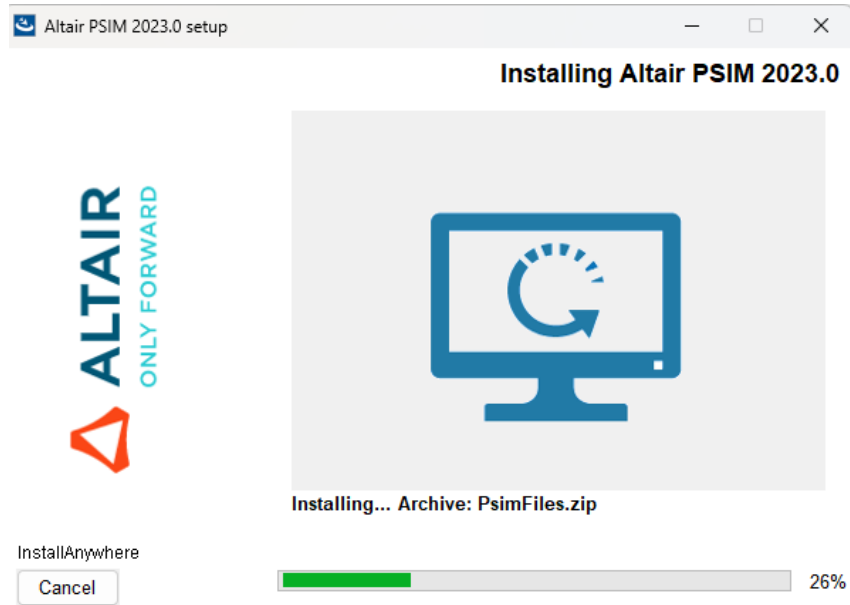 Altair PSIM 2023.0 setup
Installing Altair PSIM 2023.0
ALTAIR
ONLY FORWARD
Installing... Archive: PsimFiles.zip
InstallAnywhere
Cancel
26%